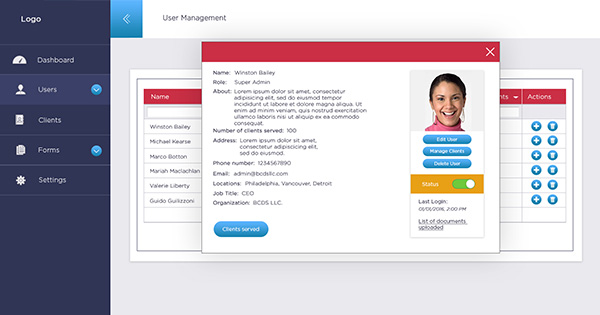 Logo
User Management
Dashboard
Users
Clients
Forms
Settings
Name
nts
Actions
Winston Bailey
Michael Kearse
Marco Botton
Mariah Maclachlan
Valerie Liberty
Guido Guilizzoni
Name: Winston Bailey
Role: Super Admin
About: Lorem ipsum dolor sit amet, consectetur
adipiscing elit, sed do eiusmod tempor
incididunt ut labore et dolore magna aliqua. Ut
enim ad minim veniam, quis nostrud exercitation
ullamco laboris nisi ut aliquip ex ea commodo
consequat.
Number of clients served: 100
Address: Lorem ipsum dolor sit amet,
consectetur adipiscing elit,
sed do eiusmod.
Phone number: 1234567890
Email: admin@bcdsllc.com
Locations: Philadelphia, Vancouver, Detroit
Job Title: CEO
Organization: BCDS LLC.
Clients served
Edit User
Manage Clients
Delete User
Status
Last Login:
01/01/2018, 2:00 PM
List of documents
uploaded